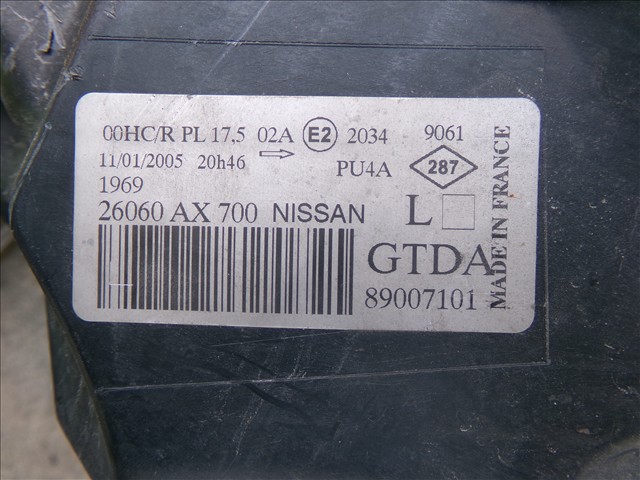 00HC/R PL 17,5 02A E2 2034 9061
11/01/2005 20h46 PU4A 287
1969
26060 AX 700 NISSAN L
GTDA
89007101
MADE IN FRANCE